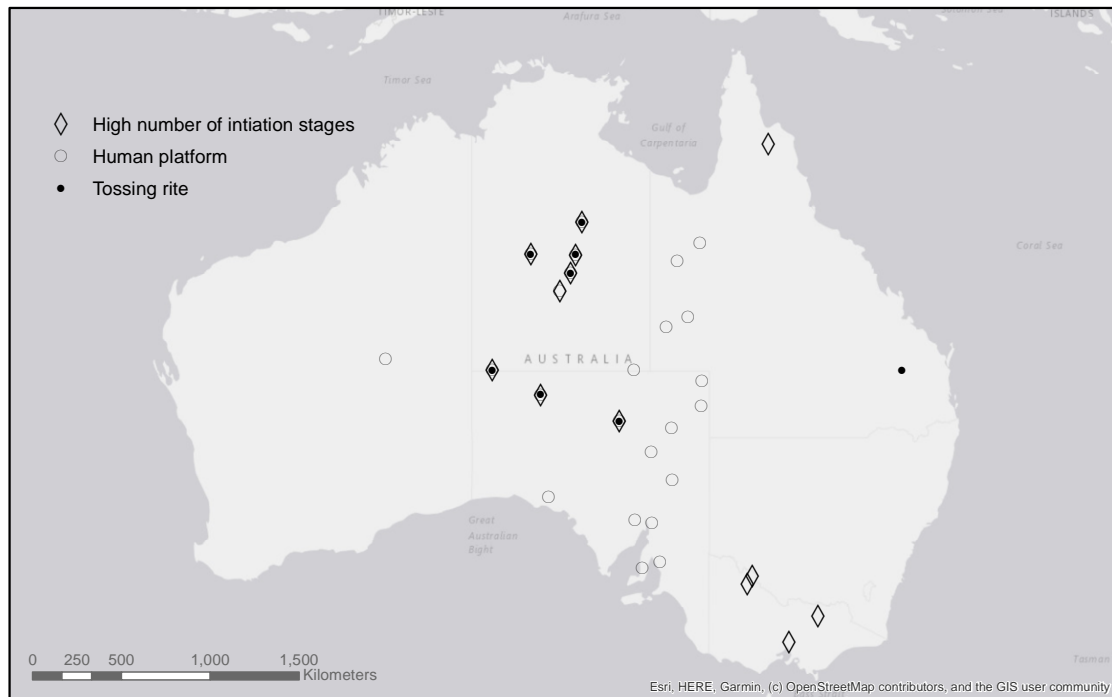 TIMOR-LESTE
Arafura Sea
Solomon Sea
ISLANDS
Timor Sea
High number of intiation stages
Human platform
Tossing rite
Gulf of
Carpentaria
Coral Sea
AUSTRALIA
Great
Australian
Bight
0 250 500 1,000 1,500
Kilometers
Tasman
Esri, HERE, Garmin, (c) OpenStreetMap contributors, and the GIS user community